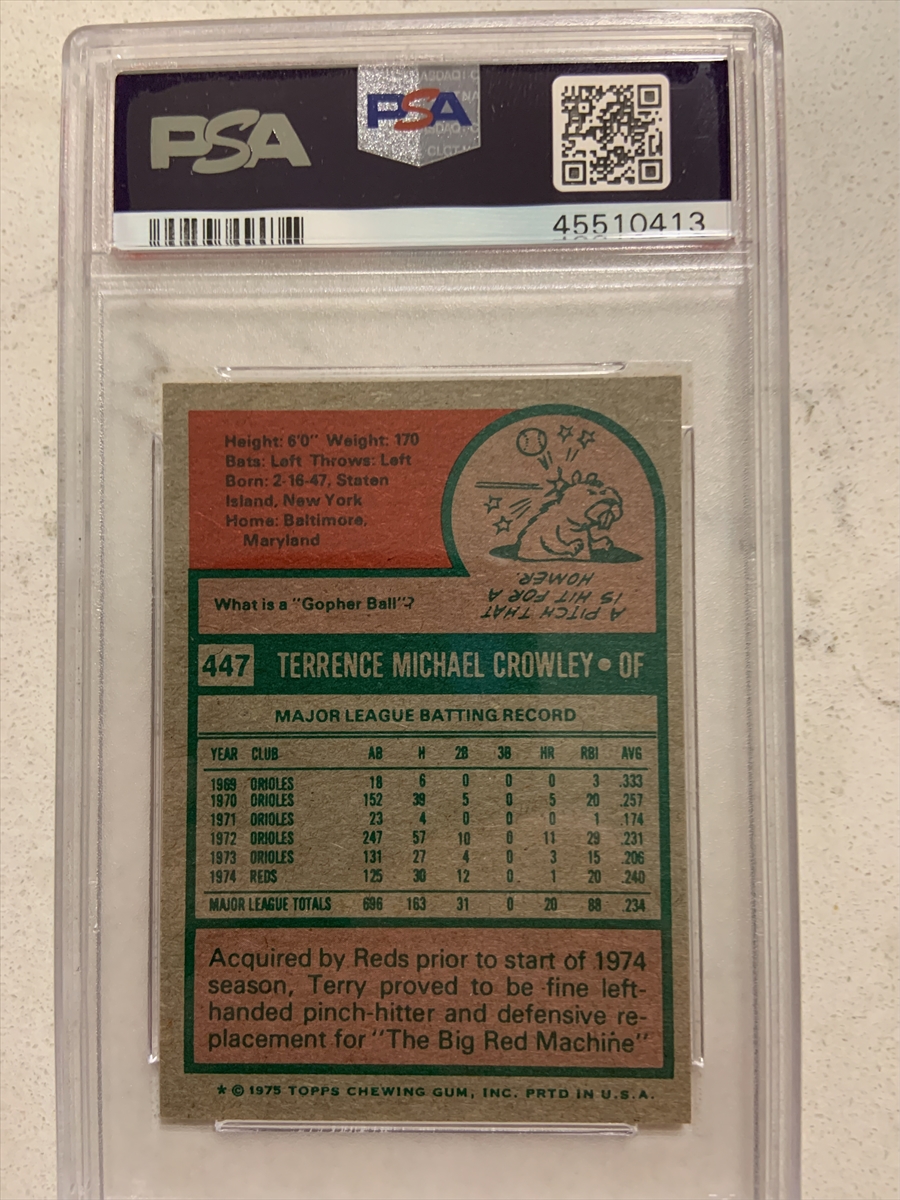 PSA
PSA
45510413
Height: 6'0" Weight: 170
Bats: Left Throws: Left
Born: 2-16-47, Staten
Island, New York
Home: Baltimore,
Maryland
What is a "Gopher Ball"?
A PITCH THAT
IS HIT FOR A
HOMER.
447 TERRENCE MICHAEL CROWLEY • OF
MAJOR LEAGUE BATTING RECORD
YEAR CLUB AB H 2B 3B HR RBI AVG
1969 ORIOLES 18 6 0 0 0 3 .333
1970 ORIOLES 152 39 5 0 5 20 .257
1971 ORIOLES 23 4 0 0 0 1 .174
1972 ORIOLES 247 57 10 0 11 29 .231
1973 ORIOLES 131 27 4 0 3 15 .206
1974 REDS 125 30 12 0 1 20 .240
MAJOR LEAGUE TOTALS 696 163 31 0 20 88 .234
Acquired by Reds prior to start of 1974
season, Terry proved to be fine left-
handed pinch-hitter and defensive re-
placement for "The Big Red Machine"
★ © 1975 TOPPS CHEWING GUM, INC. PRTD IN U.S.A.